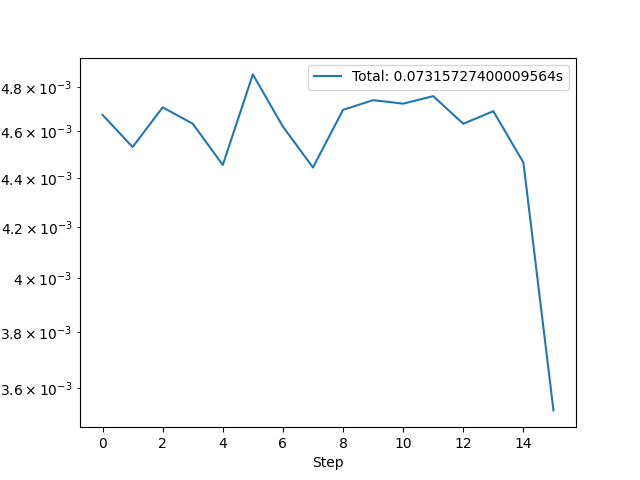 Total: 0.07315727400009564s
4.8 × 10⁻³
4.6 × 10⁻³
4.4 × 10⁻³
4.2 × 10⁻³
4 × 10⁻³
3.8 × 10⁻³
3.6 × 10⁻³
0 2 4 6 8 10 12 14
Step